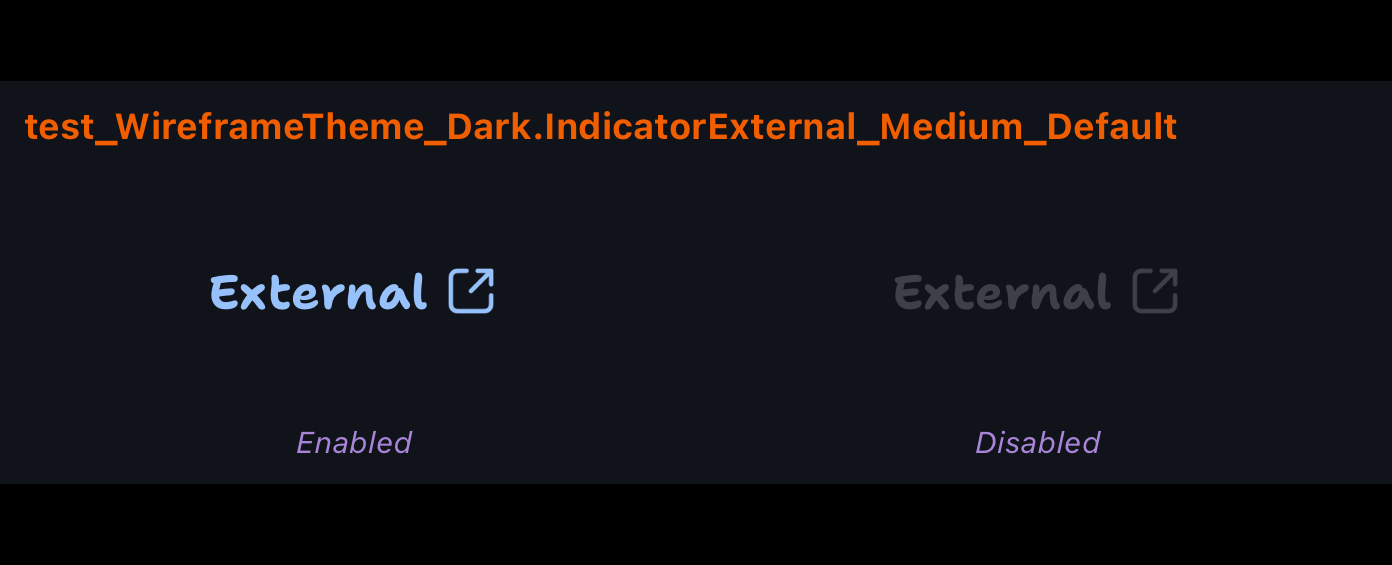 test_WireframeTheme_Dark.IndicatorExternal_Medium_Default
External External
Enabled Disabled